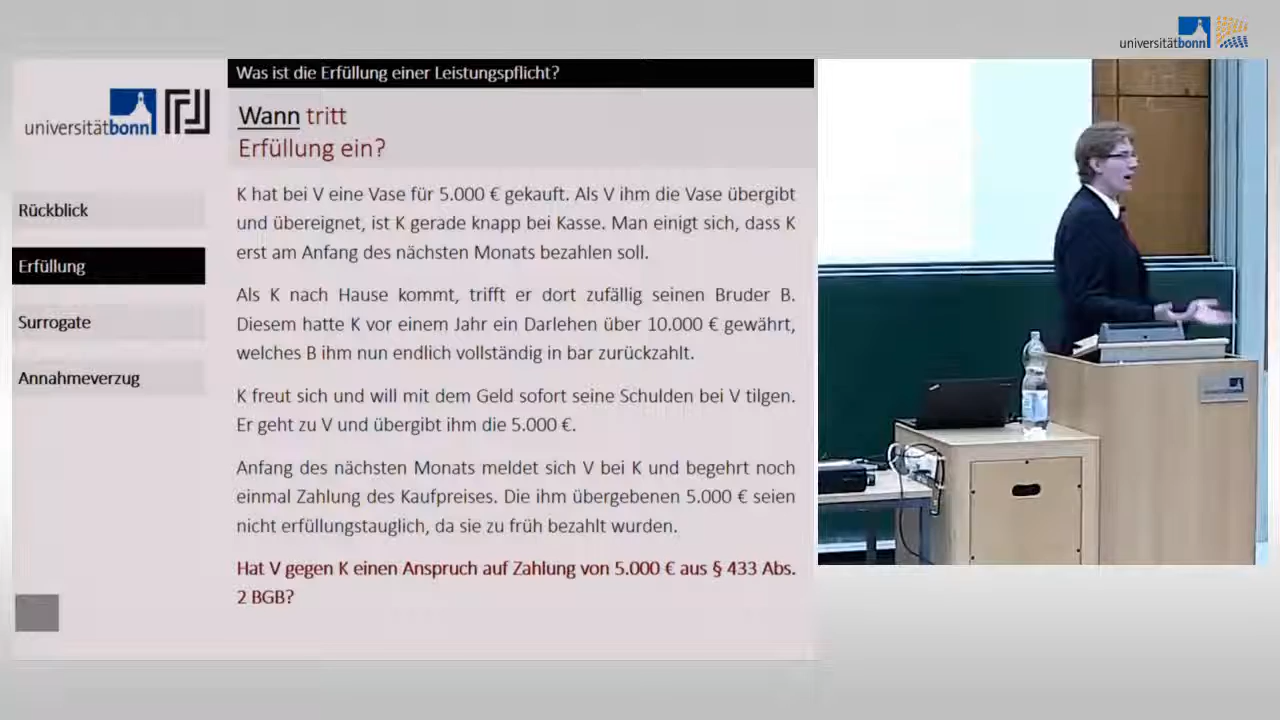 universitätbonn
Was ist die Erfüllung einer Leistungspflicht?
universitätbonn
Wann tritt
Erfüllung ein?
Rückblick
Erfüllung
Surrogate
Annahmeverzug
K hat bei V eine Vase für 5.000 € gekauft. Als V ihm die Vase übergibt
und übereignet, ist K gerade knapp bei Kasse. Man einigt sich, dass K
erst am Anfang des nächsten Monats bezahlen soll.
Als K nach Hause kommt, trifft er dort zufällig seinen Bruder B.
Diesem hatte K vor einem Jahr ein Darlehen über 10.000 € gewährt,
welches B ihm nun endlich vollständig in bar zurückzahlt.
K freut sich und will mit dem Geld sofort seine Schulden bei V tilgen.
Er geht zu V und übergibt ihm die 5.000 €.
Anfang des nächsten Monats meldet sich V bei K und begehrt noch
einmal Zahlung des Kaufpreises. Die ihm übergebenen 5.000 € seien
nicht erfüllungstauglich, da sie zu früh bezahlt wurden.
Hat V gegen K einen Anspruch auf Zahlung von 5.000 € aus § 433 Abs.
2 BGB?